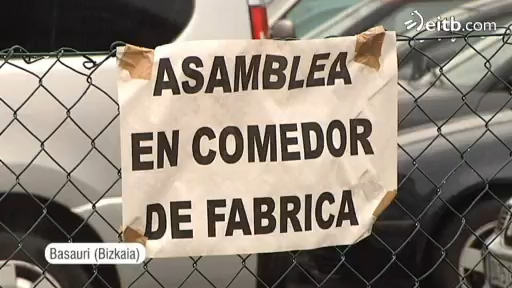 eitb.com
ASAMBLEA
EN COMEDOR
DE FABRICA
Basauri (Bizkaia)